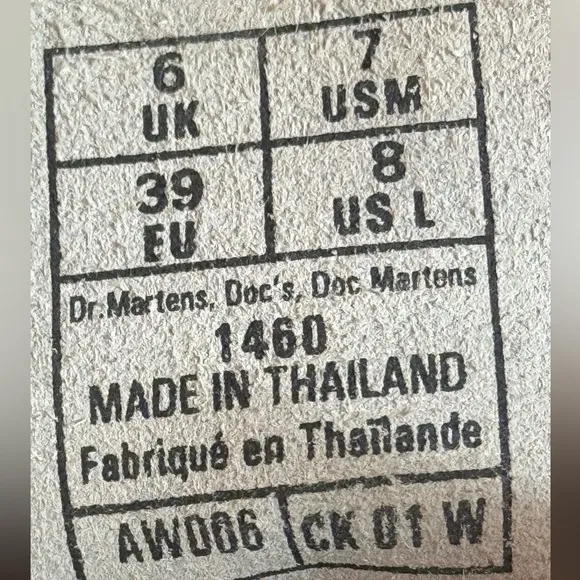 6 UK
7 USM
39 EU
8 US L
Dr.Martens, Doc's, Doc Martens
1460
MADE IN THAILAND
Fabriqué en Thaïlande
AW006 CK 01 W